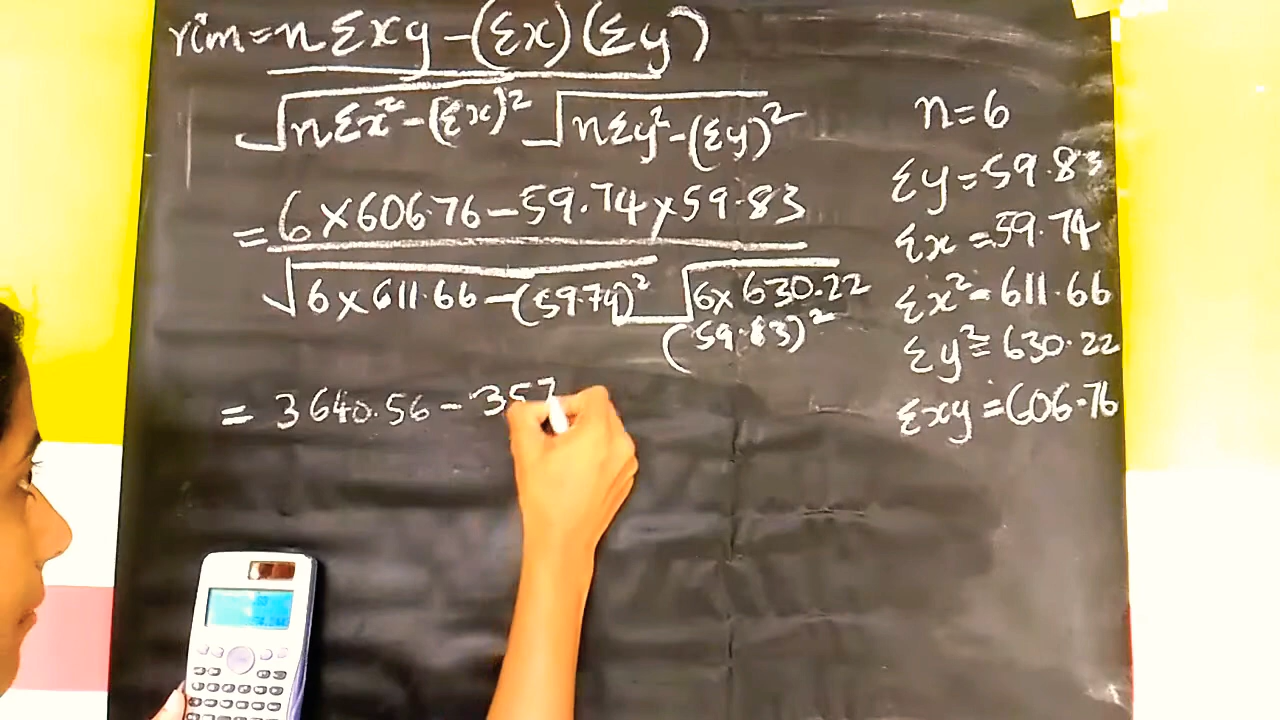 rim = nΣxy - (Σx) (Σy)
√nΣx² - (Σx)² √nΣy² - (Σy)²
= 6 × 606.76 - 59.74 × 59.83
√6 × 611.66 - (59.74)² √6 × 630.22
(59.83)²
= 3640.56 - 357
n = 6
Σy = 59.83
Σx = 59.74
Σx² = 611.66
Σy² = 630.22
Σxy = 606.76